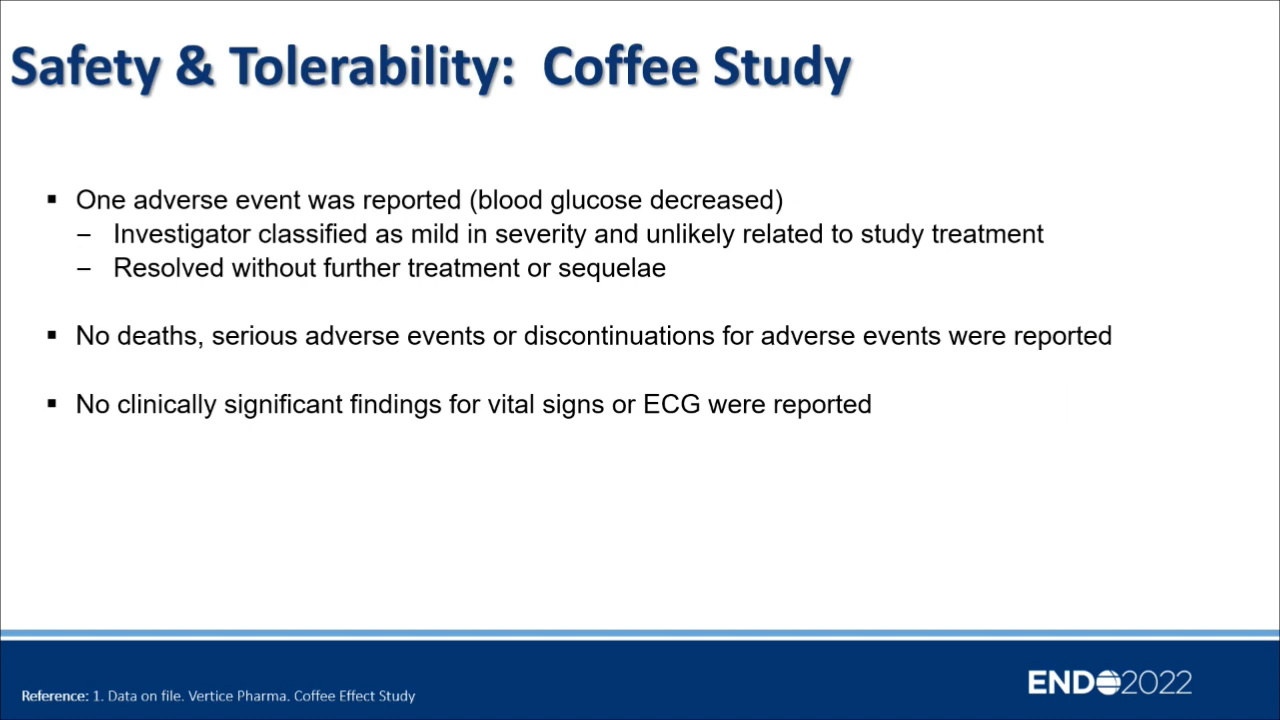 Safety & Tolerability: Coffee Study
▪ One adverse event was reported (blood glucose decreased)
– Investigator classified as mild in severity and unlikely related to study treatment
– Resolved without further treatment or sequelae
▪ No deaths, serious adverse events or discontinuations for adverse events were reported
▪ No clinically significant findings for vital signs or ECG were reported
Reference: 1. Data on file. Vertice Pharma. Coffee Effect Study
ENDO2022